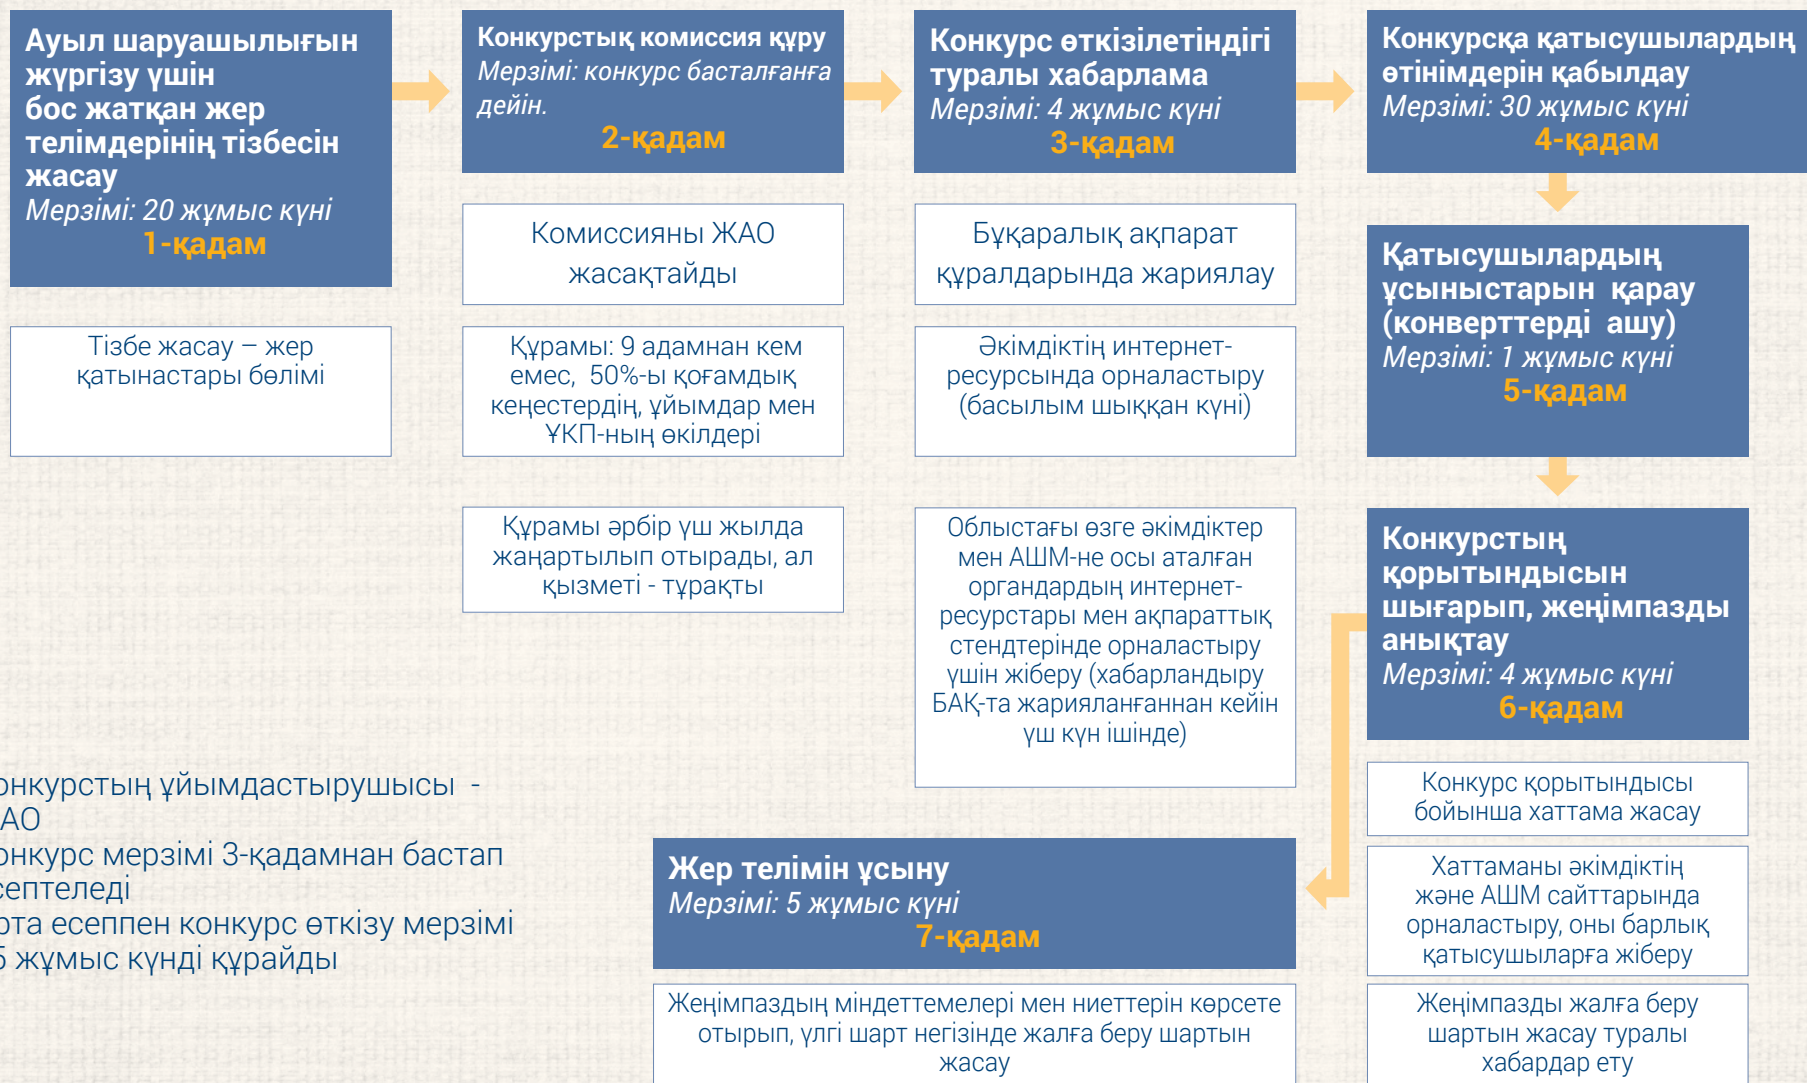 Ауыл шаруашылығын
жүргізу үшін
бос жатқан жер
телімдерінің тізбесін
жасау
Мерзімі: 20 жұмыс күні
1-қадам
Тізбе жасау – жер
қатынастары бөлімі
Конкурстық комиссия құру
Мерзімі: конкурс басталғанға
дейін.
2-қадам
Комиссияны ЖАО
жасақтайды
Құрамы: 9 адамнан кем
емес, 50%-ы қоғамдық
кеңестердің, ұйымдар мен
ҰКП-ның өкілдері
Құрамы әрбір үш жылда
жаңартылып отырады, ал
қызметі - тұрақты
Конкурс өткізілетіндігі
туралы хабарлама
Мерзімі: 4 жұмыс күні
3-қадам
Бұқаралық ақпарат
құралдарында жариялау
Әкімдіктің интернет-
ресурсында орналастыру
(басылым шыққан күні)
Облыстағы өзге әкімдіктер
мен АШМ-не осы аталған
органдардың интернет-
ресурстары мен ақпараттық
стендтерінде орналастыру
үшін жіберу (хабарландыру
БАҚ-та жарияланғаннан кейін
үш күн ішінде)
Конкурсқа қатысушылардың
өтінімдерін қабылдау
Мерзімі: 30 жұмыс күні
4-қадам
Қатысушылардың
ұсыныстарын қарау
(конверттерді ашу)
Мерзімі: 1 жұмыс күні
5-қадам
Конкурстың
қорытындысын
шығарып, жеңімпазды
анықтау
Мерзімі: 4 жұмыс күні
6-қадам
Конкурс қорытындысы
бойынша хаттама жасау
Хаттаманы әкімдіктің
және АШМ сайттарында
орналастыру, оны барлық
қатысушыларға жіберу
Жеңімпазды жалға беру
шартын жасау туралы
хабардар ету
Жер телімін ұсыну
Мерзімі: 5 жұмыс күні
7-қадам
Жеңімпаздың міндеттемелері мен ниеттерін көрсете
отырып, үлгі шарт негізінде жалға беру шартын
жасау
онкурстың ұйымдастырушысы -
АО
онкурс мерзімі 3-қадамнан бастап
септеледі
рта есеппен конкурс өткізу мерзімі
5 жұмыс күнді құрайды